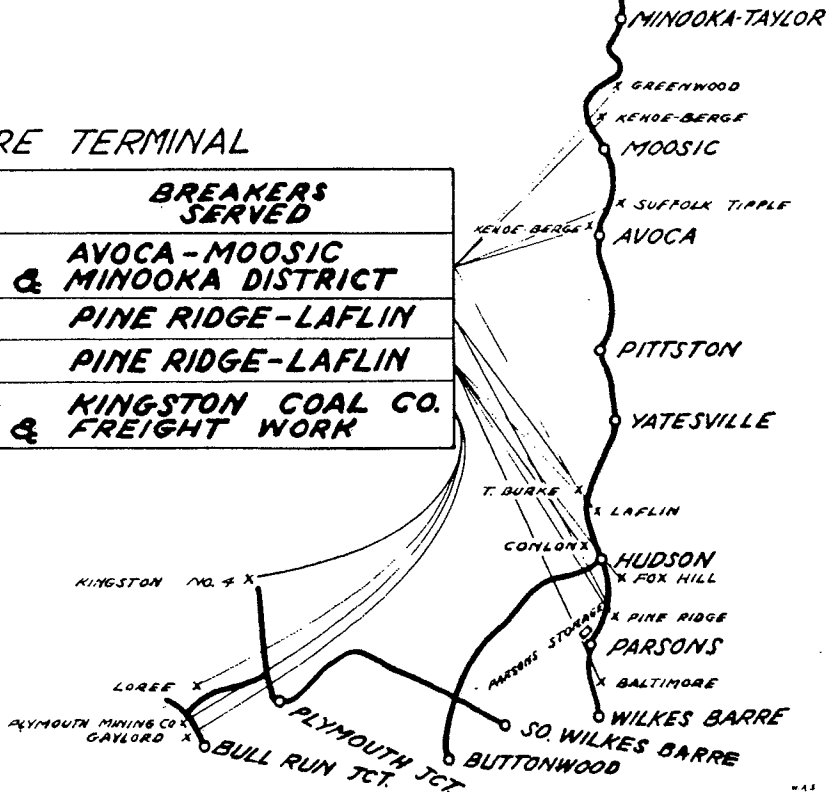 MINOOKA-TAYLOR
GREENWOOD
KEHOE-BERGE
MOOSIC
SUFFOLK TIPPLE
KEHOE-BERGE
AVOCA
RE TERMINAL
BREAKERS
SERVED
AVOCA-MOOSIC
& MINOOKA DISTRICT
PINE RIDGE-LAFLIN
PINE RIDGE-LAFLIN
KINGSTON COAL CO.
& FREIGHT WORK
PITTSTON
YATESVILLE
T. BURKE
LAFLIN
CONLON
HUDSON
FOX HILL
KINGSTON NO. 4
PINE RIDGE
PARSONS STORAGE
PARSONS
LOREE
BALTIMORE
PLYMOUTH MINING CO
GAYLORD
BULL RUN JCT.
PLYMOUTH JCT.
SO. WILKES BARRE
WILKES BARRE
BUTTONWOOD
W.A.S